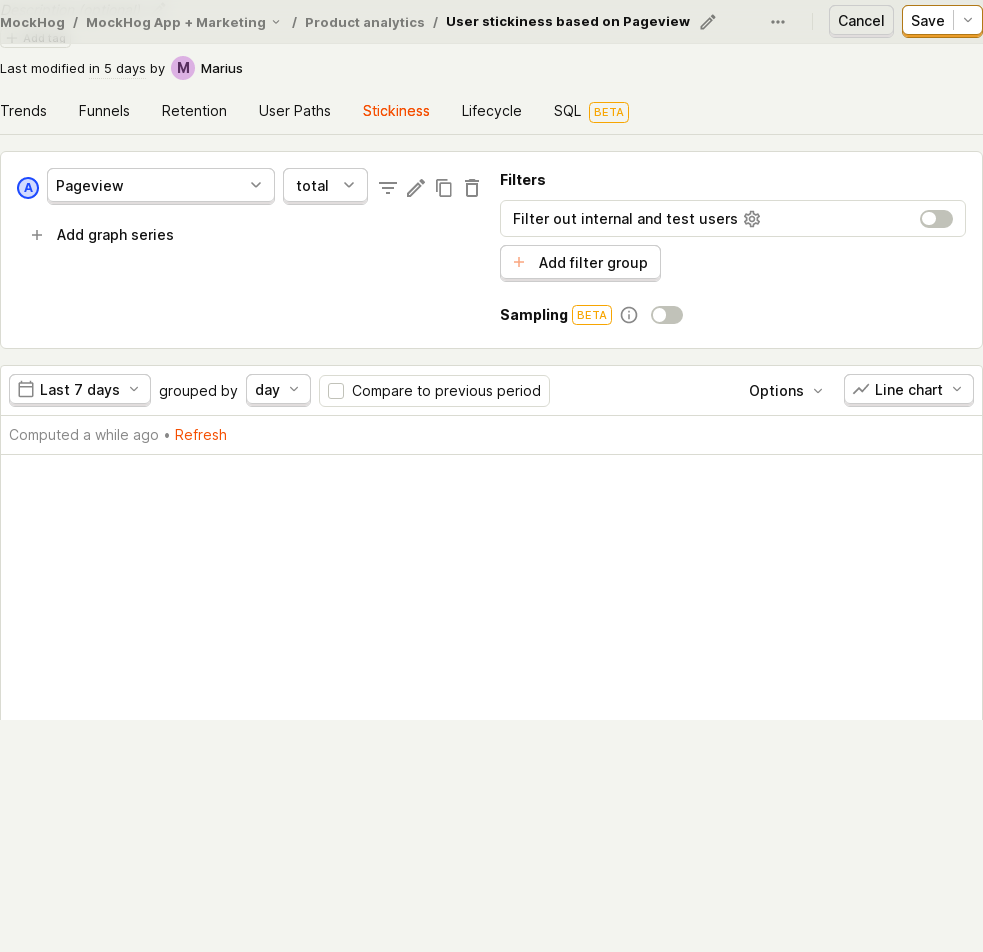 MockHog / MockHog App + Marketing / Product analytics / User stickiness based on Pageview
Cancel
Save
Add tag
Last modified in 5 days by M Marius
Trends Funnels Retention User Paths Stickiness Lifecycle SQL BETA
A Pageview total
Add graph series
Filters
Filter out internal and test users
Add filter group
Sampling BETA
Last 7 days grouped by day Compare to previous period Options Line chart
Computed a while ago • Refresh